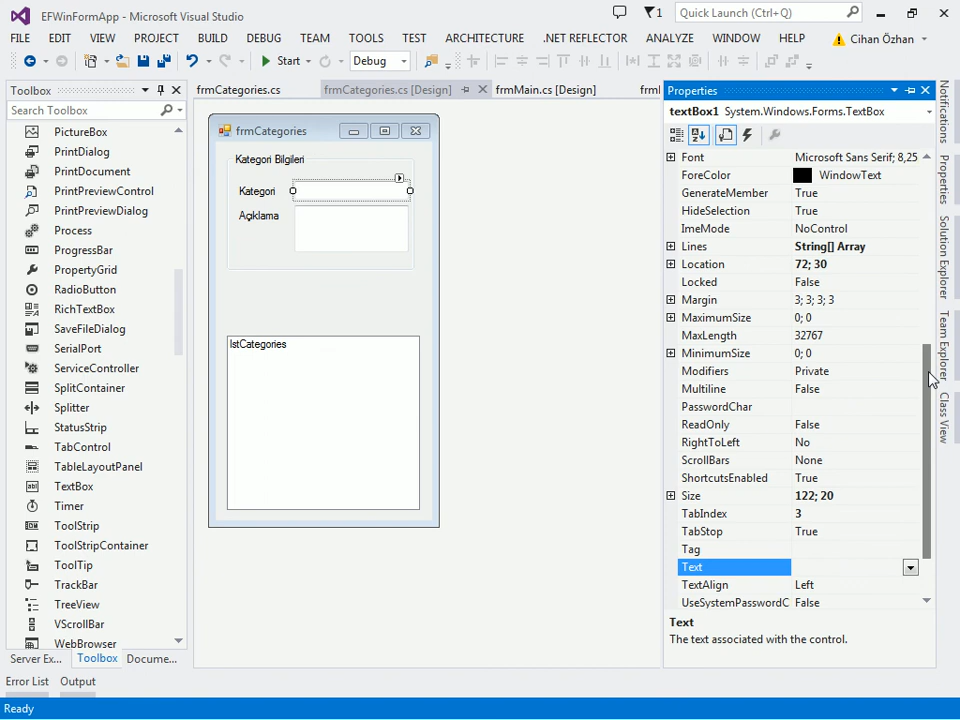 EFWinFormApp - Microsoft Visual Studio
1
Quick Launch (Ctrl+Q)
FILE EDIT VIEW PROJECT BUILD DEBUG TEAM TOOLS TEST ARCHITECTURE .NET REFLECTOR ANALYZE WINDOW HELP Cihan Özhan
Start Debug
Toolbox
frmCategories.cs frmCategories.cs [Design] frmMain.cs [Design]
Properties
Search Toolbox
textBox1 System.Windows.Forms.TextBox
PictureBox
PrintDialog
PrintDocument
PrintPreviewControl
PrintPreviewDialog
Process
ProgressBar
PropertyGrid
RadioButton
RichTextBox
SaveFileDialog
SerialPort
ServiceController
SplitContainer
Splitter
StatusStrip
TabControl
TableLayoutPanel
TextBox
Timer
ToolStrip
ToolStripContainer
ToolTip
TrackBar
TreeView
VScrollBar
WebBrowser
Server Ex... Toolbox Docume...
Error List Output
Ready
frmCategories
Kategori Bilgileri
Kategori
Açıklama
lstCategories
Font Microsoft Sans Serif; 8,25
ForeColor WindowText
GenerateMember True
HideSelection True
ImeMode NoControl
Lines String[] Array
Location 72; 30
Locked False
Margin 3; 3; 3; 3
MaximumSize 0; 0
MaxLength 32767
MinimumSize 0; 0
Modifiers Private
Multiline False
PasswordChar
ReadOnly False
RightToLeft No
ScrollBars None
ShortcutsEnabled True
Size 122; 20
TabIndex 3
TabStop True
Tag
Text
TextAlign Left
UseSystemPasswordC False
Text
The text associated with the control.
Notifications
Properties
Solution Explorer
Team Explorer
Class View